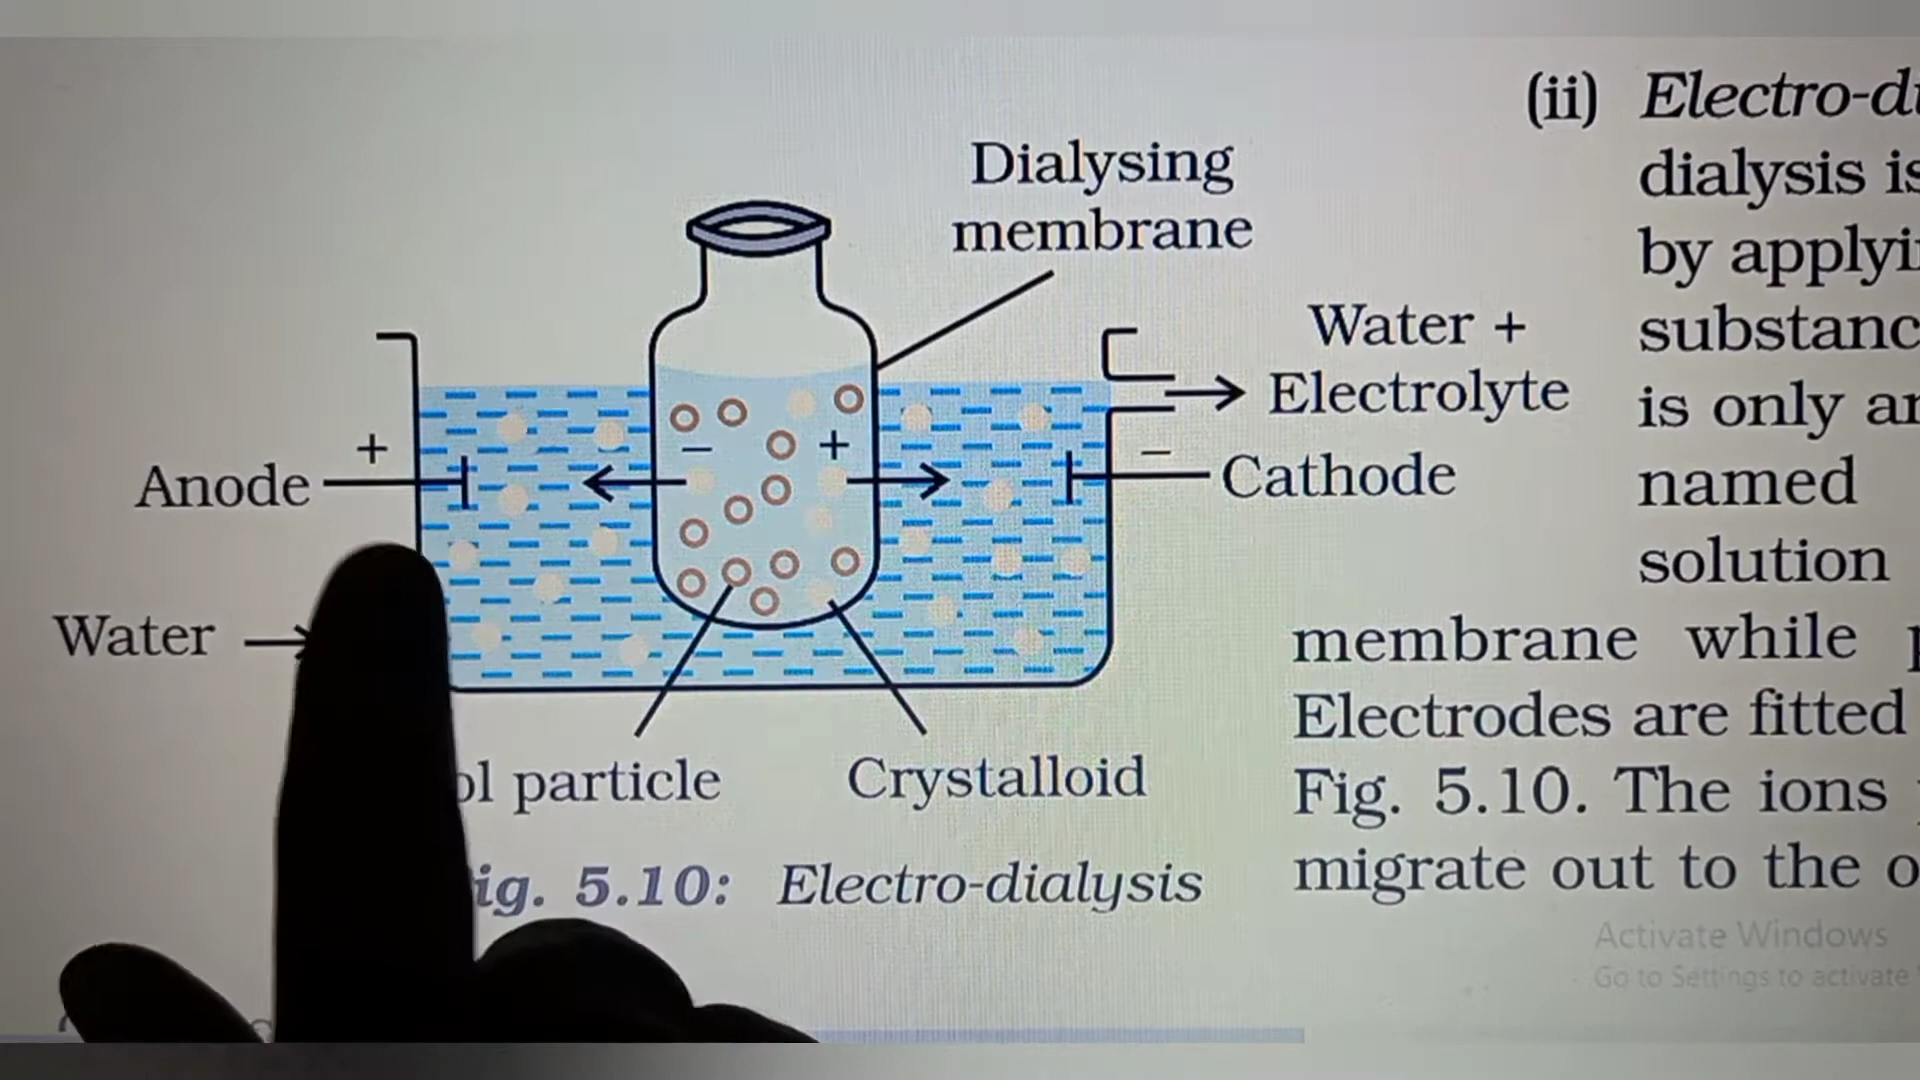 (ii) Electro-di
dialysis is
by applyi
substanc
is only an
named
solution
membrane while p
Electrodes are fitted
Fig. 5.10. The ions
migrate out to the o
Dialysing
membrane
Water +
Electrolyte
+
−
+
−
Anode
Cathode
Water
ol particle
Crystalloid
ig. 5.10: Electro-dialysis
Activate Windows
Go to Settings to activate